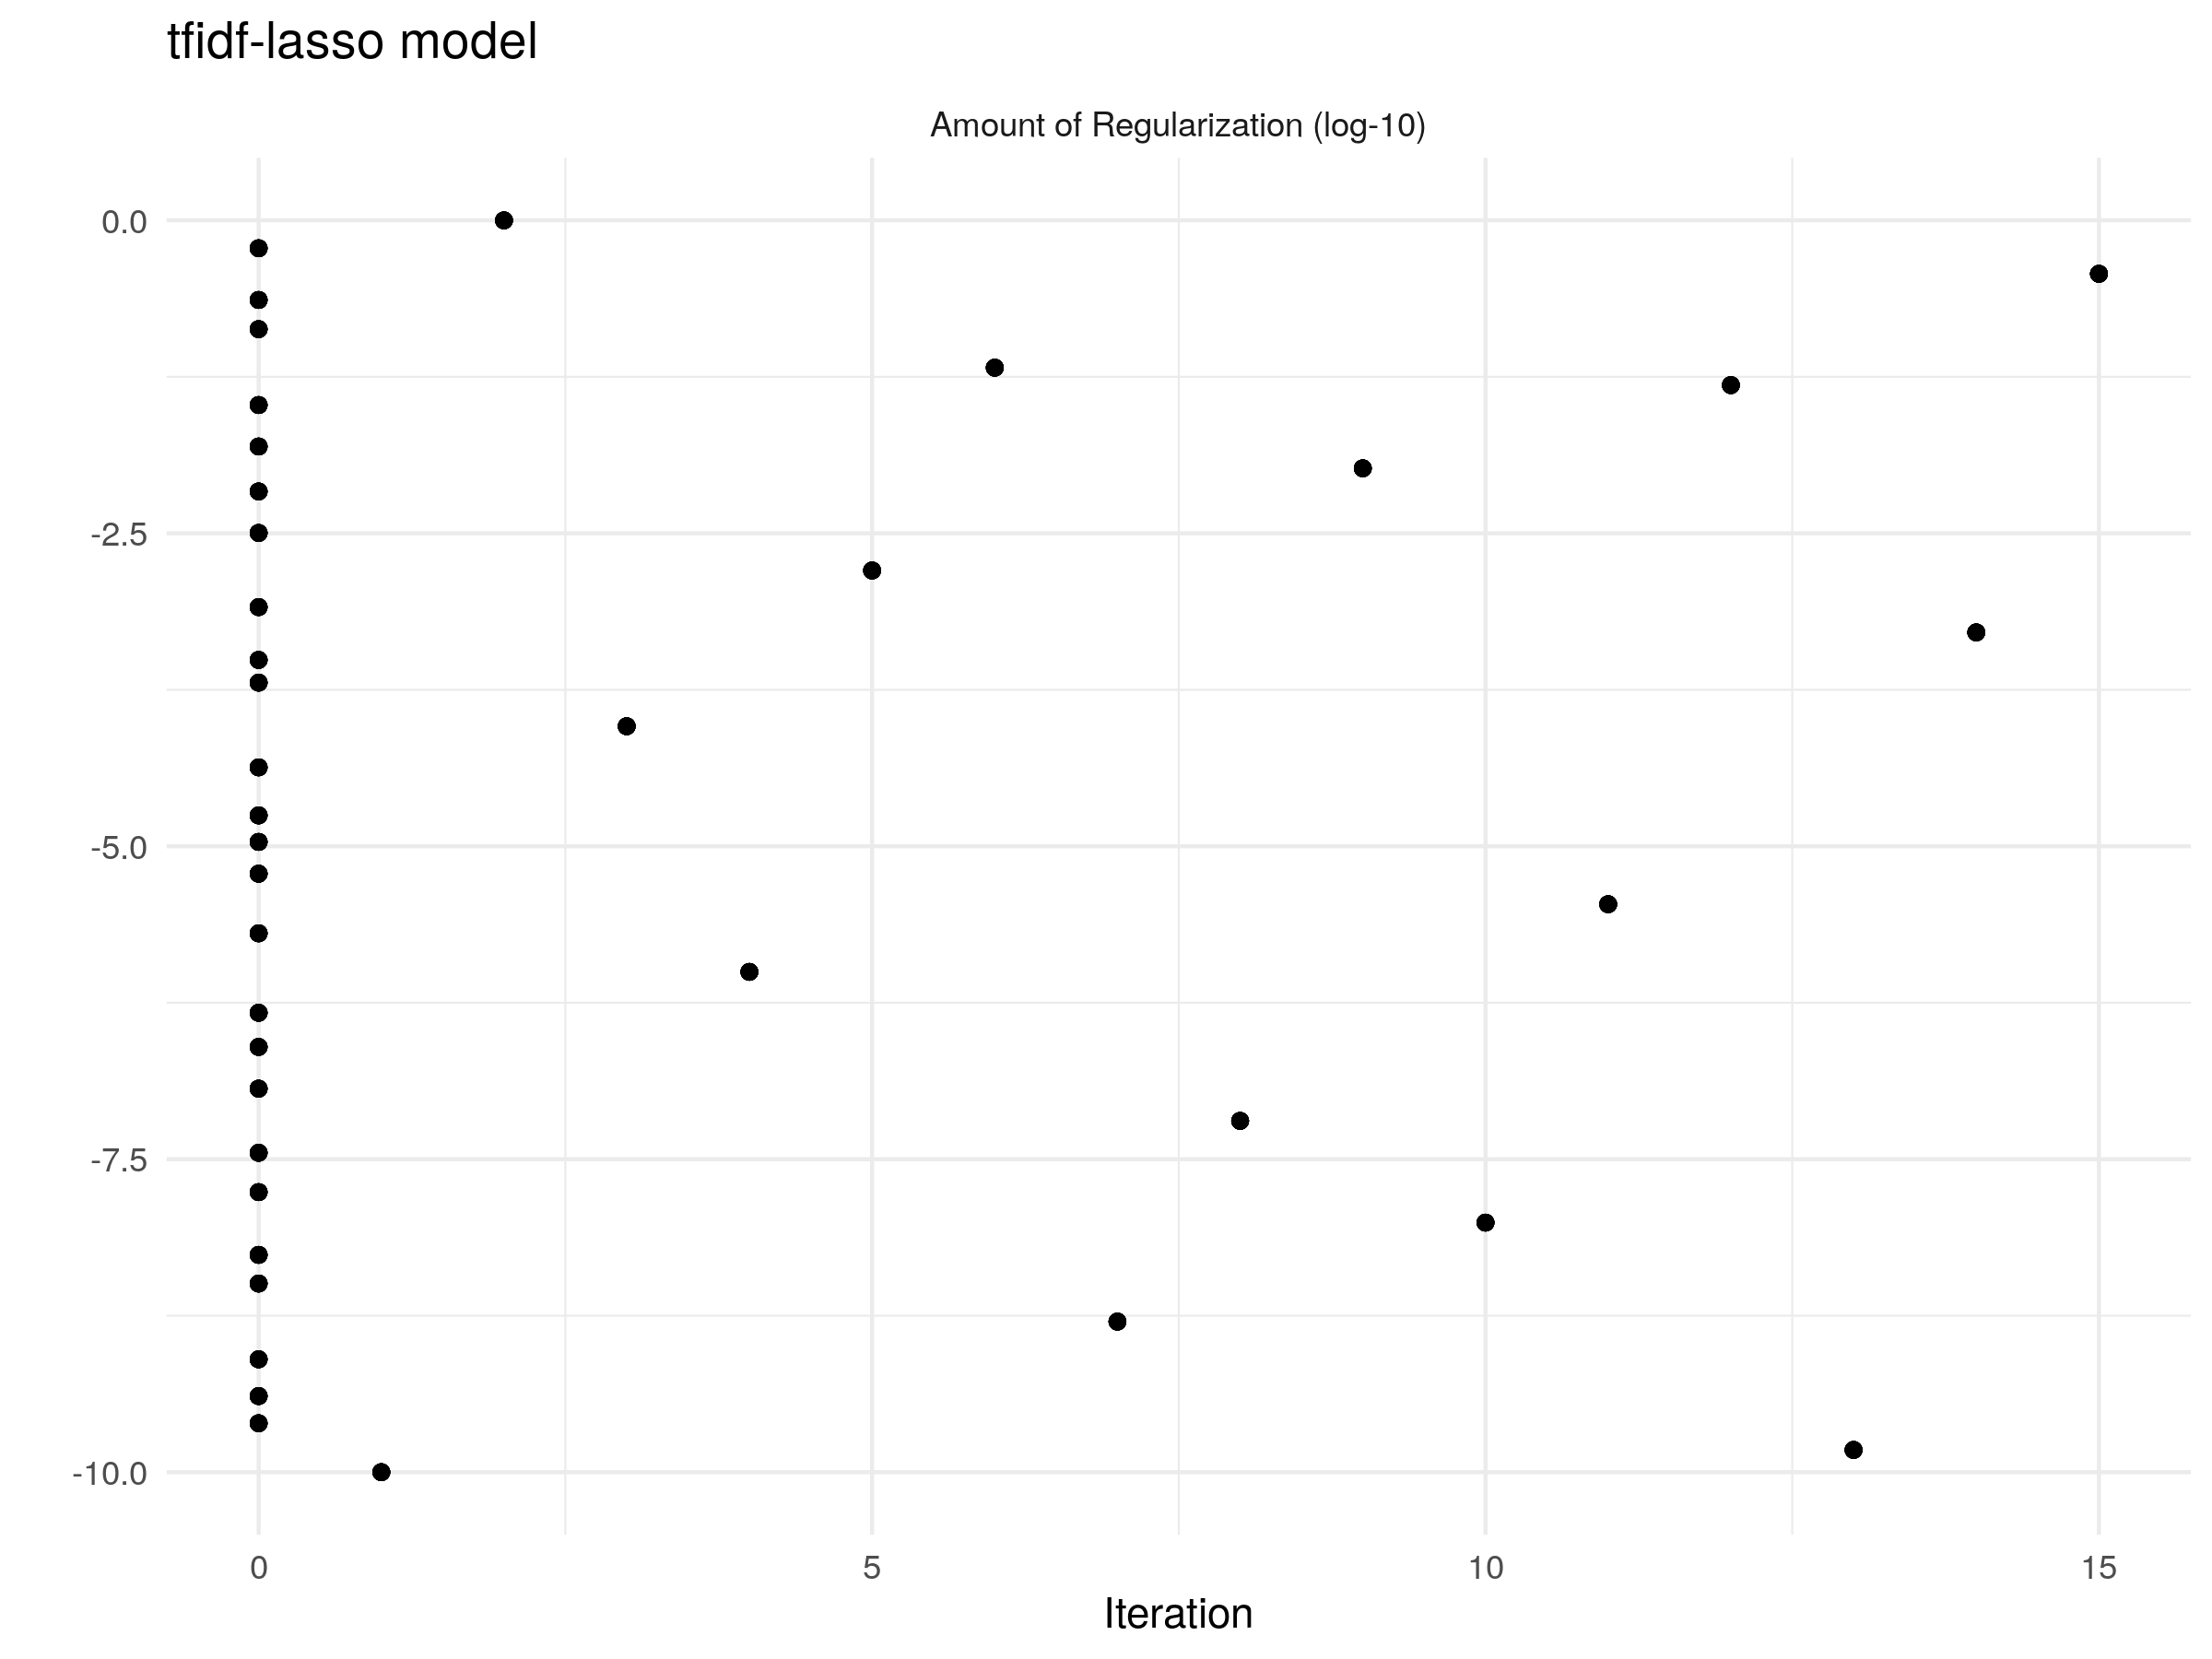 tfidf-lasso model
Amount of Regularization (log-10)
0.0
-2.5
-5.0
-7.5
-10.0
0 5 10 15
Iteration